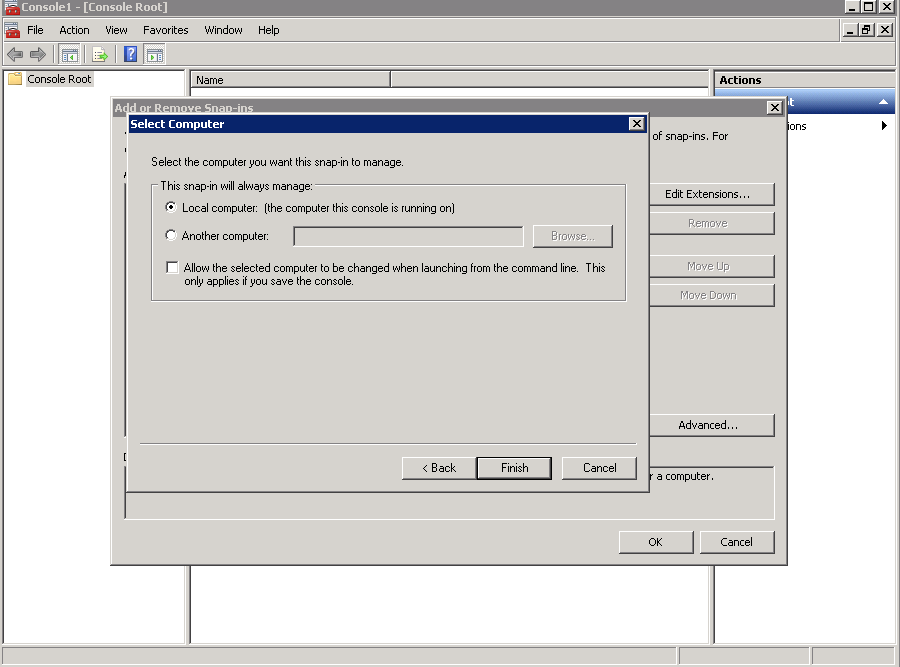 Console1 - [Console Root]
File Action View Favorites Window Help
Console Root
Name
Actions
Add or Remove Snap-ins
ions
of snap-ins. For
Select Computer
Select the computer you want this snap-in to manage.
This snap-in will always manage:
Local computer: (the computer this console is running on)
Another computer:
Browse...
Allow the selected computer to be changed when launching from the command line. This
only applies if you save the console.
< Back
Finish
Cancel
Edit Extensions...
Remove
Move Up
Move Down
Advanced...
r a computer.
OK
Cancel